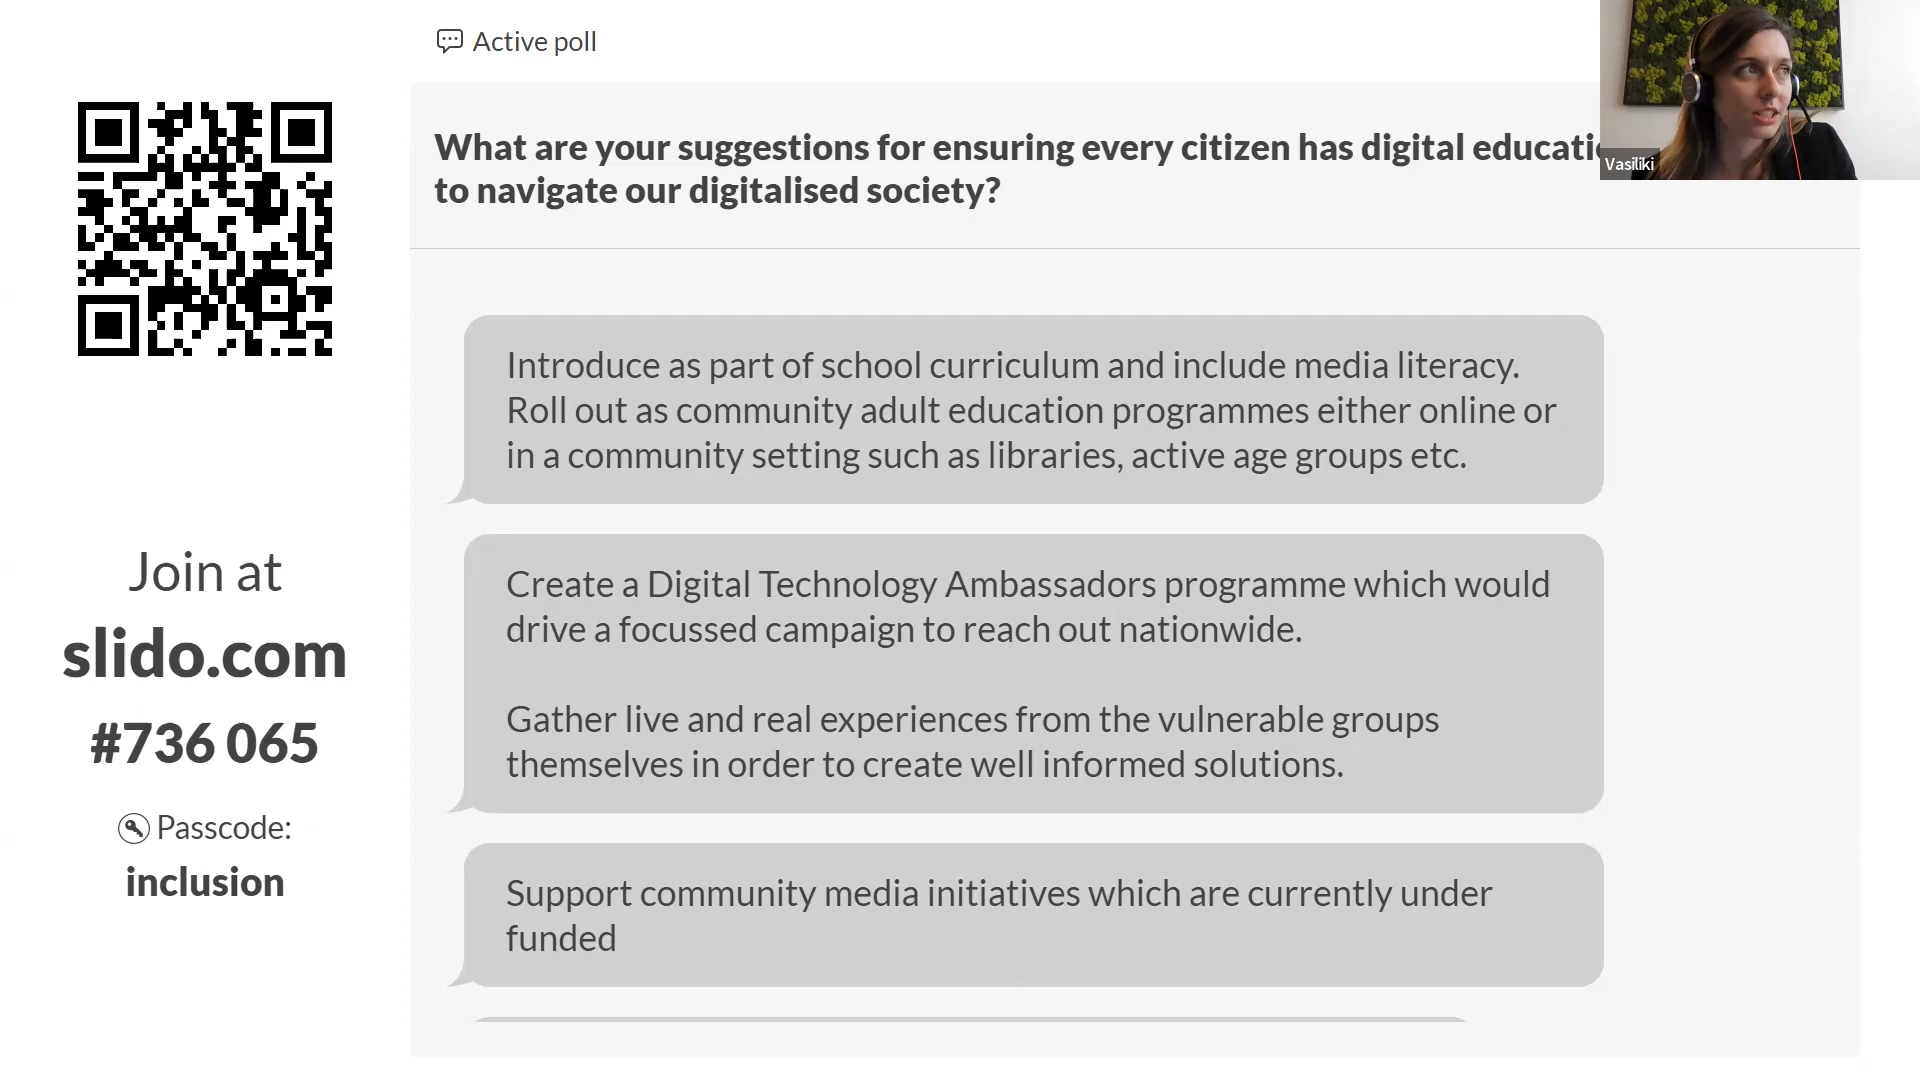 Active poll
What are your suggestions for ensuring every citizen has digital
to navigate our digitalised society?
Vasiliki
Introduce as part of school curriculum and include media literacy.
Roll out as community adult education programmes either online or
in a community setting such as libraries, active age groups etc.
Create a Digital Technology Ambassadors programme which would
drive a focussed campaign to reach out nationwide.
Gather live and real experiences from the vulnerable groups
themselves in order to create well informed solutions.
Support community media initiatives which are currently under
funded
Join at
slido.com
#736 065
Passcode:
inclusion